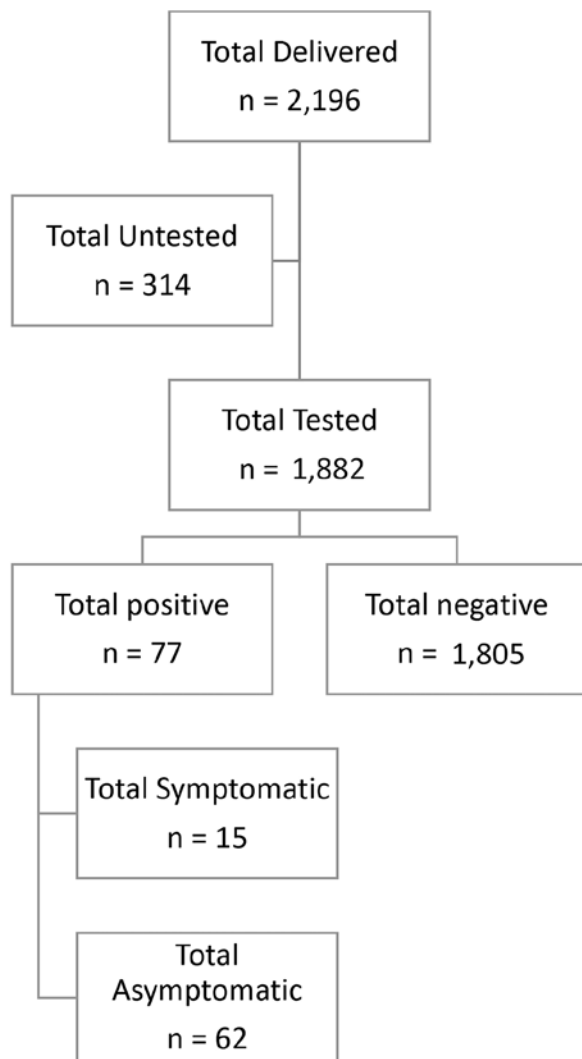 Total Delivered
n = 2,196
Total Untested
n = 314
Total Tested
n = 1,882
Total positive
n = 77
Total negative
n = 1,805
Total Symptomatic
n = 15
Total
Asymptomatic
n = 62